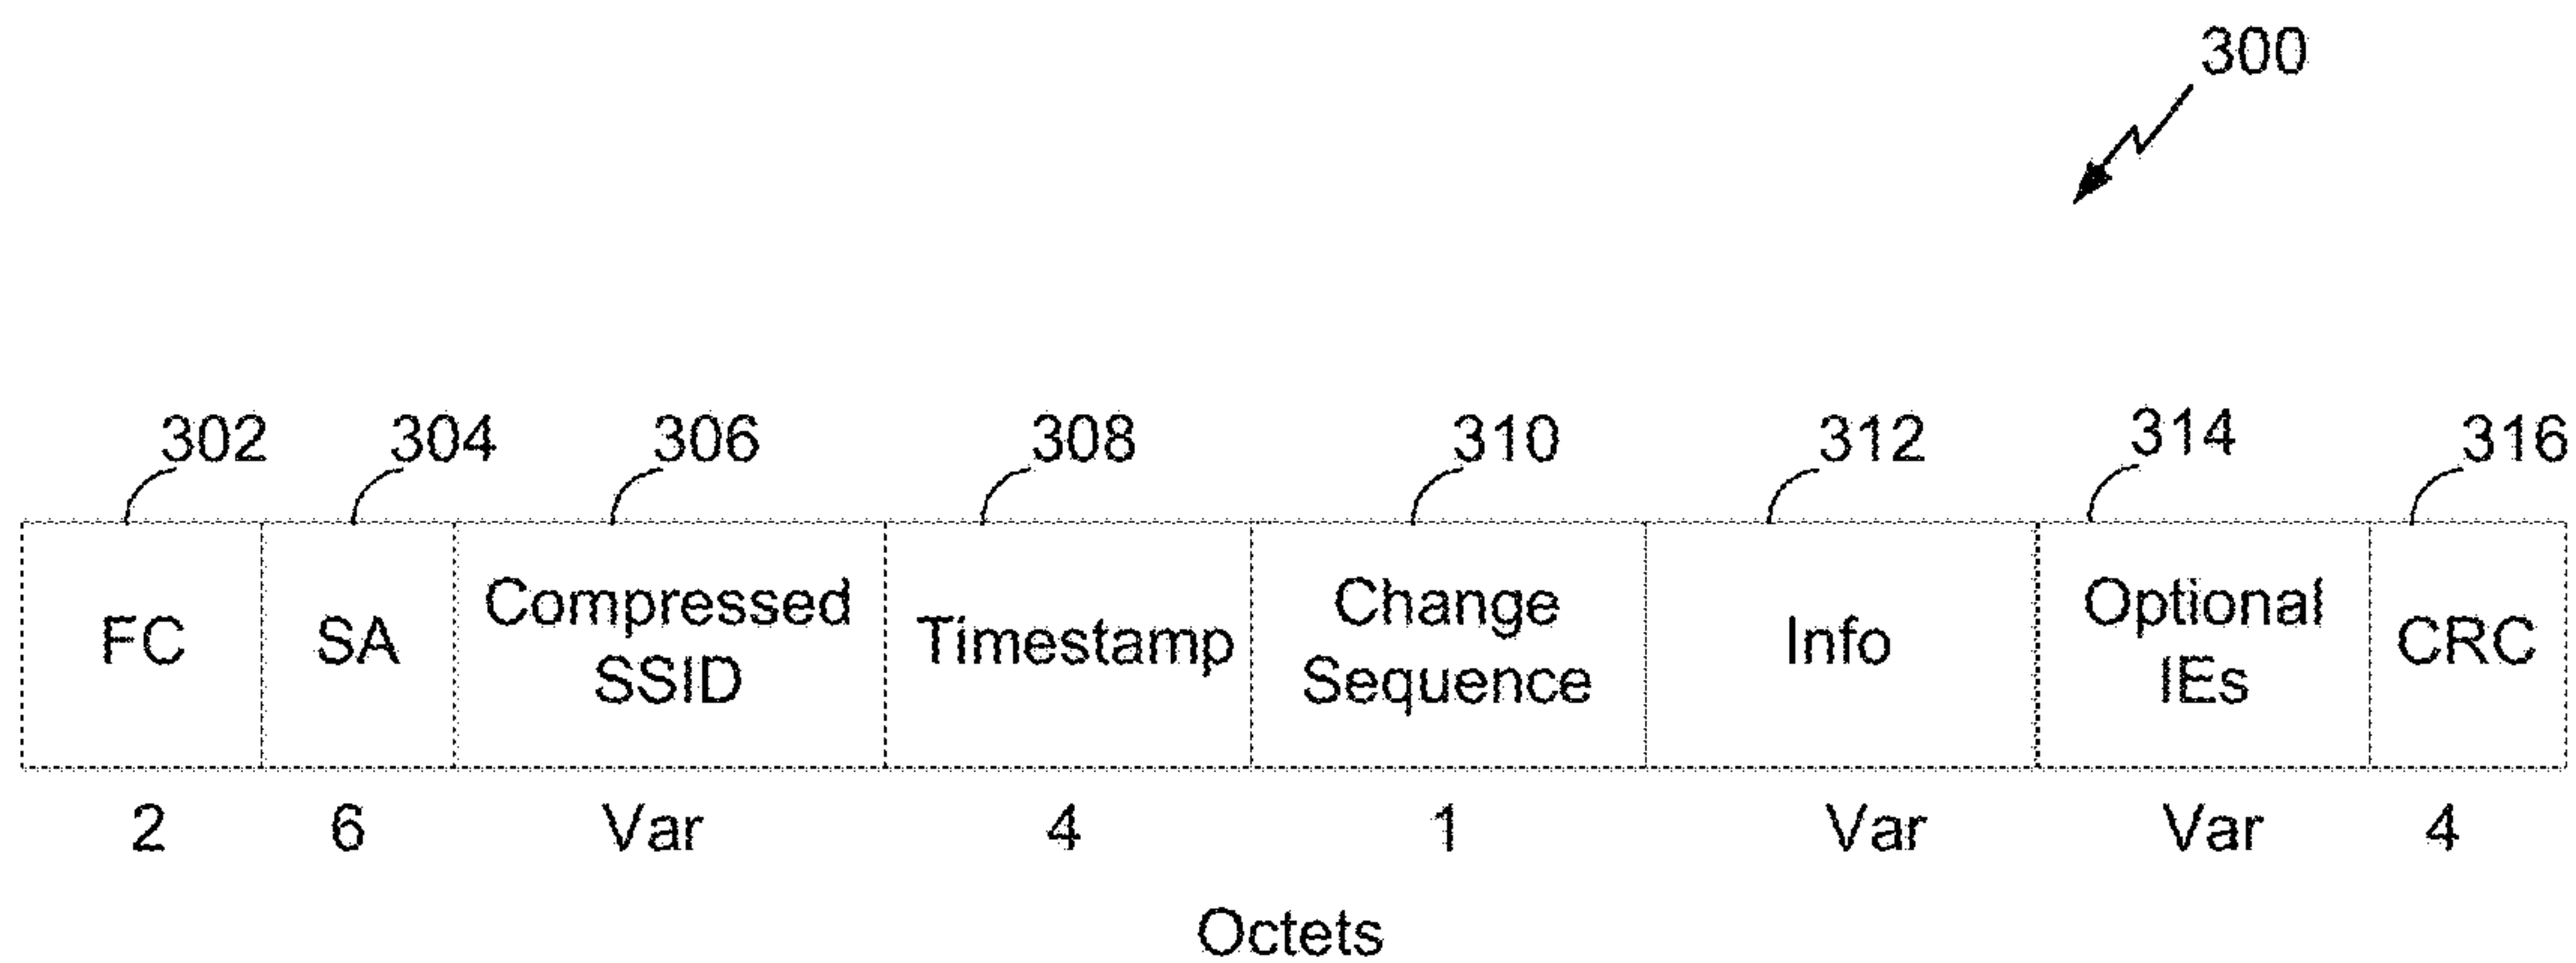 300
302 304 306 308 310 312 314 316
FC SA Compressed SSID Timestamp Change Sequence Info Optional IEs CRC
2 6 Var 4 1 Var Var 4
Octets